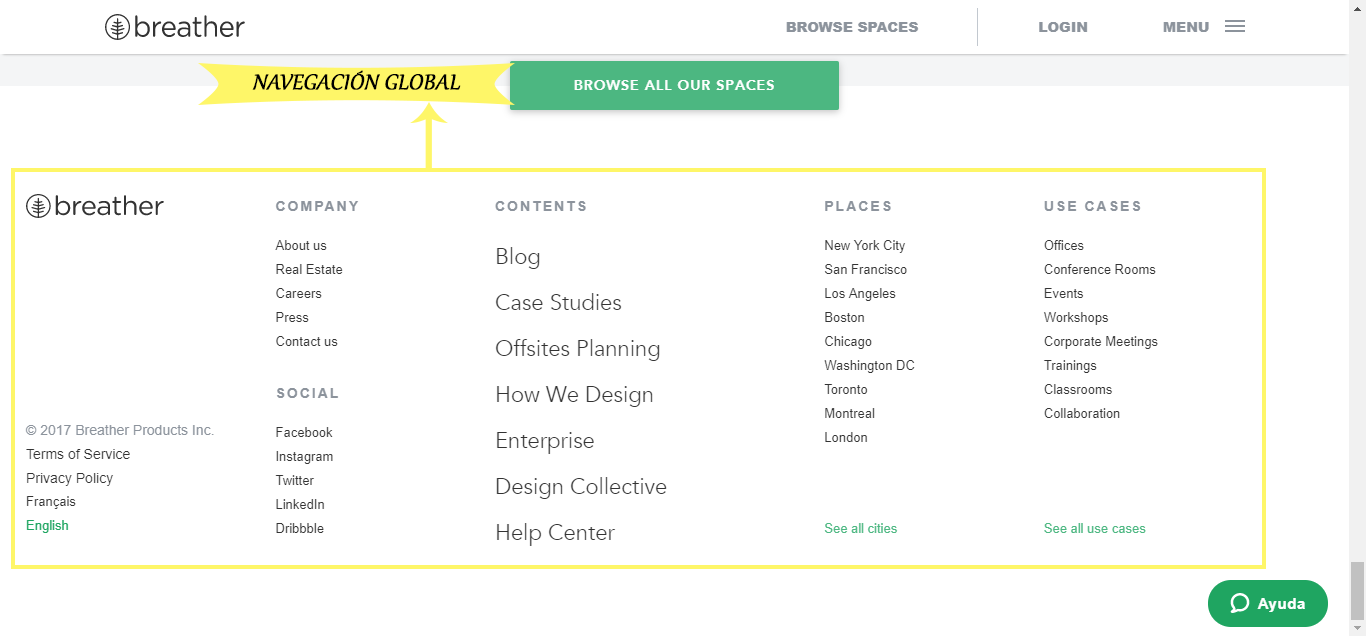 breather
BROWSE SPACES
LOGIN
MENU
NAVEGACIÓN GLOBAL
BROWSE ALL OUR SPACES
breather
© 2017 Breather Products Inc.
Terms of Service
Privacy Policy
Français
English
COMPANY
About us
Real Estate
Careers
Press
Contact us
SOCIAL
Facebook
Instagram
Twitter
LinkedIn
Dribbble
CONTENTS
Blog
Case Studies
Offsites Planning
How We Design
Enterprise
Design Collective
Help Center
PLACES
New York City
San Francisco
Los Angeles
Boston
Chicago
Washington DC
Toronto
Montreal
London
See all cities
USE CASES
Offices
Conference Rooms
Events
Workshops
Corporate Meetings
Trainings
Classrooms
Collaboration
See all use cases
Ayuda